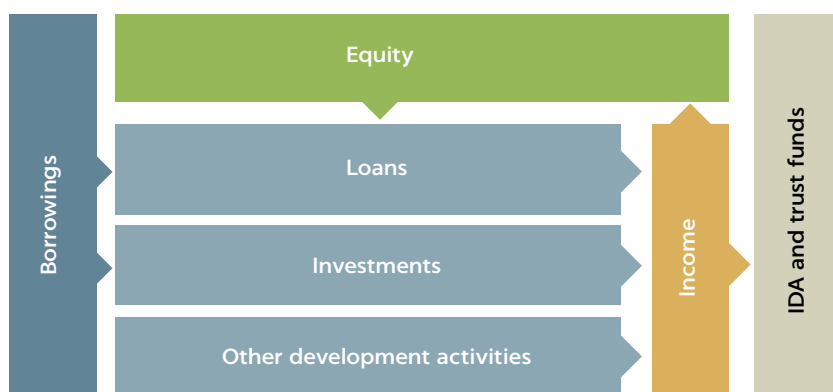 Equity
Borrowings
Loans
Investments
Other development activities
Income
IDA and trust funds